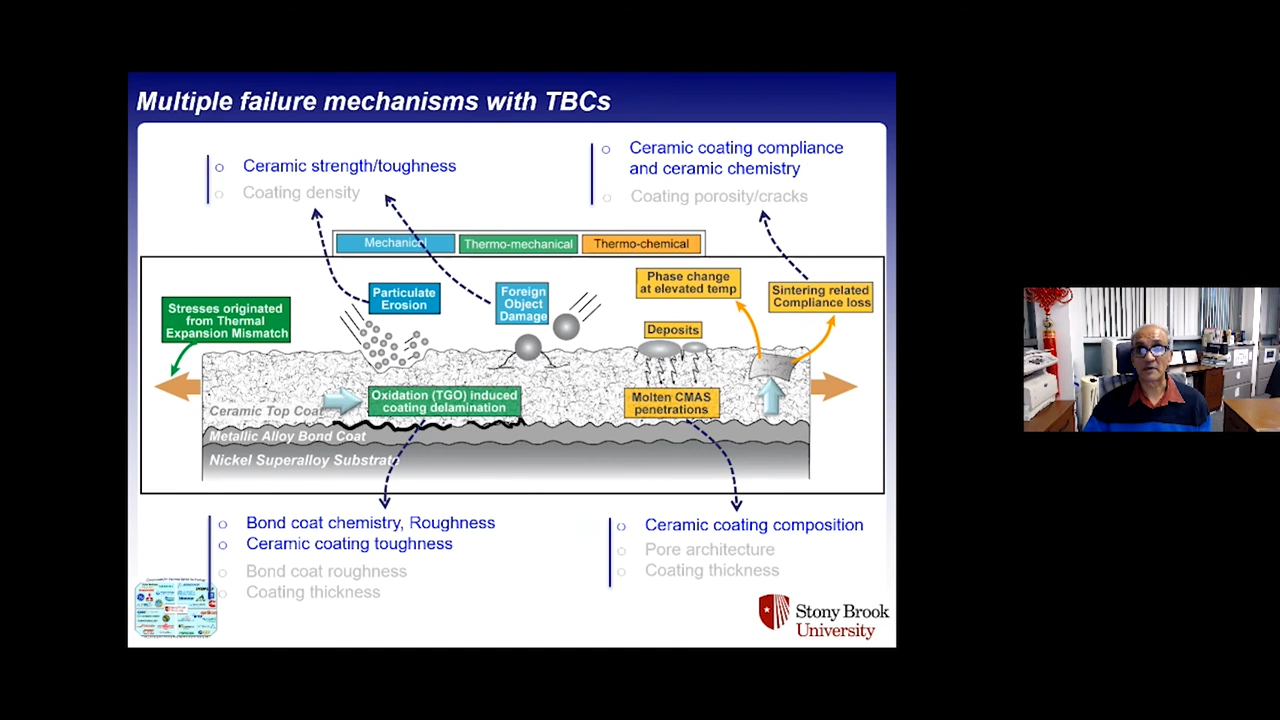 Multiple failure mechanisms with TBCs
Ceramic strength/toughness
Coating density
Ceramic coating compliance
and ceramic chemistry
Coating porosity/cracks
Mechanical
Thermo-mechanical
Thermo-chemical
Stresses originated
from Thermal
Expansion Mismatch
Particulate
Erosion
Foreign
Object
Damage
Phase change
at elevated temp
Sintering related
Compliance loss
Deposits
Oxidation (TGO) induced
coating delamination
Molten CMAS
penetrations
Ceramic Top Coat
Metallic Alloy Bond Coat
Nickel Superalloy Substrate
Bond coat chemistry, Roughness
Ceramic coating toughness
Bond coat roughness
Coating thickness
Ceramic coating composition
Pore architecture
Coating thickness
Stony Brook
University